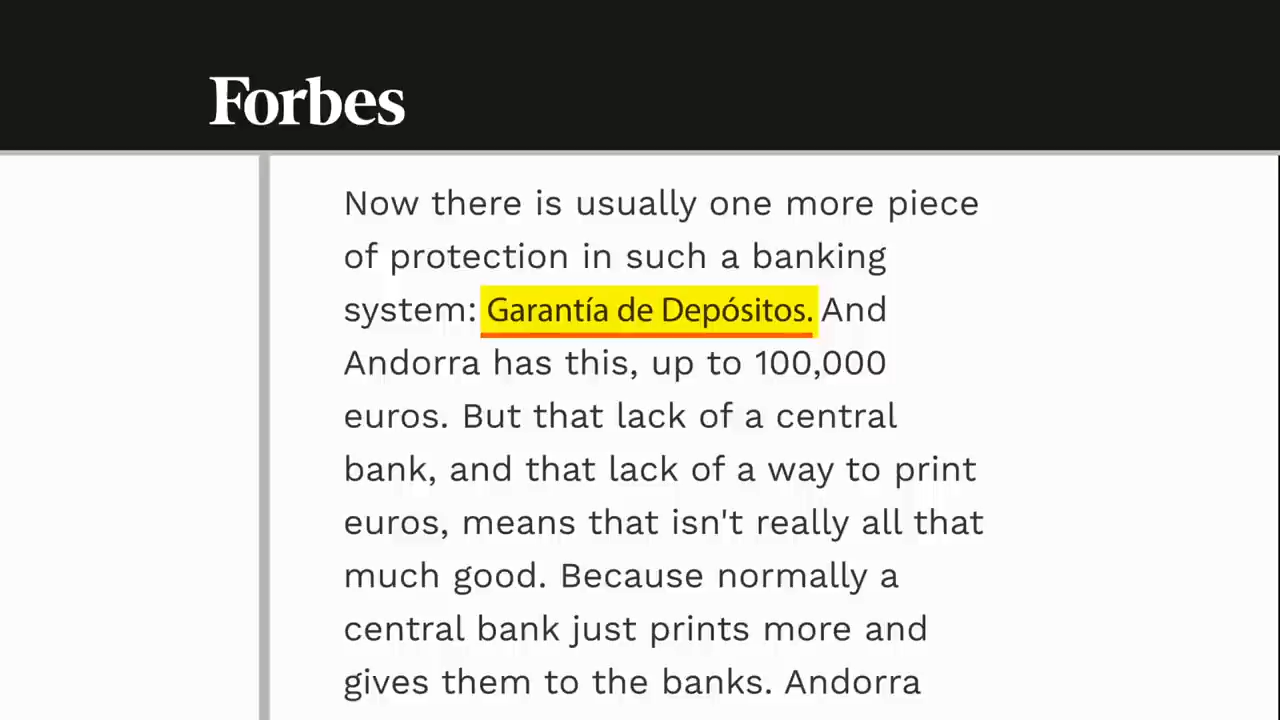 Forbes
Now there is usually one more piece
of protection in such a banking
system: Garantía de Depósitos. And
Andorra has this, up to 100,000
euros. But that lack of a central
bank, and that lack of a way to print
euros, means that isn't really all that
much good. Because normally a
central bank just prints more and
gives them to the banks. Andorra